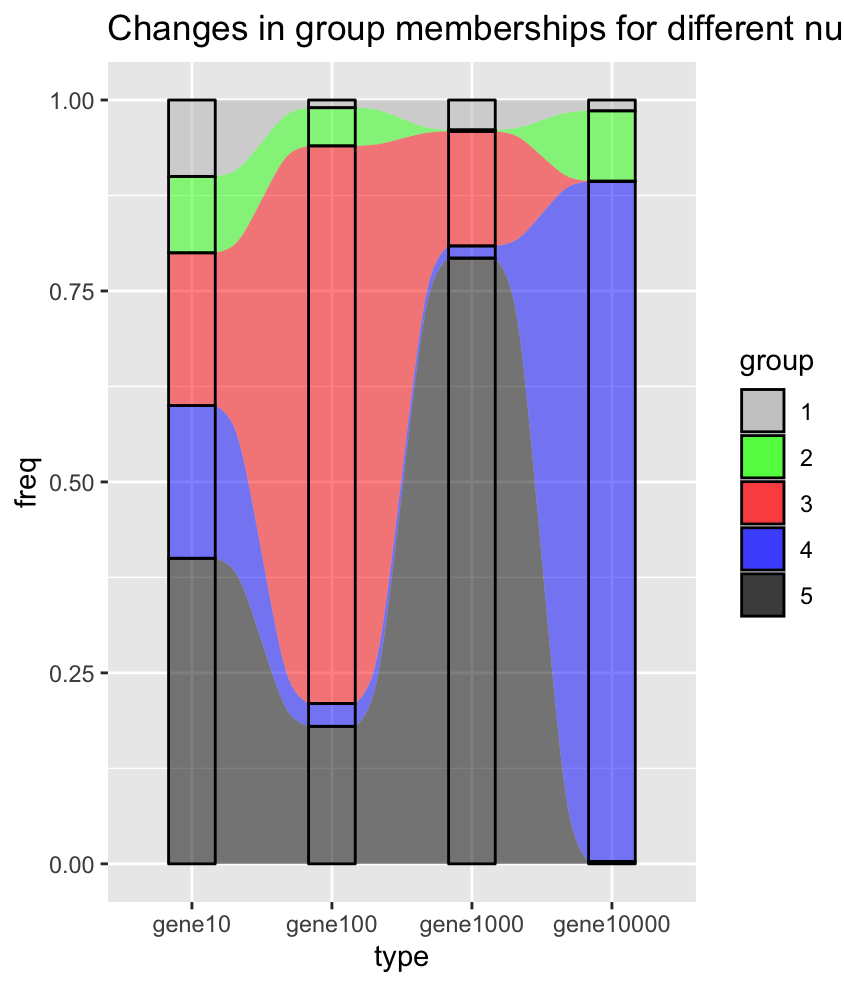 Changes in group memberships for different nu
1.00
0.75
0.50
0.25
0.00
freq
gene10 gene100 gene1000 gene10000
type
group
1
2
3
4
5